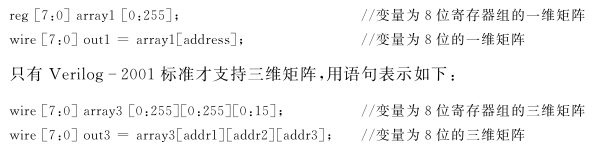 reg [7:0] array1 [0:255]; //变量为 8 位寄存器组的一维矩阵
wire [7:0] out1 = array1[address]; //变量为 8 位的一维矩阵
只有 Verilog-2001 标准才支持三维矩阵,用语句表示如下:
wire [7:0] array3 [0:255][0:255][0:15]; //变量为 8 位寄存器组的三维矩阵
wire [7:0] out3 = array3[addr1][addr2][addr3]; //变量为 8 位的三维矩阵